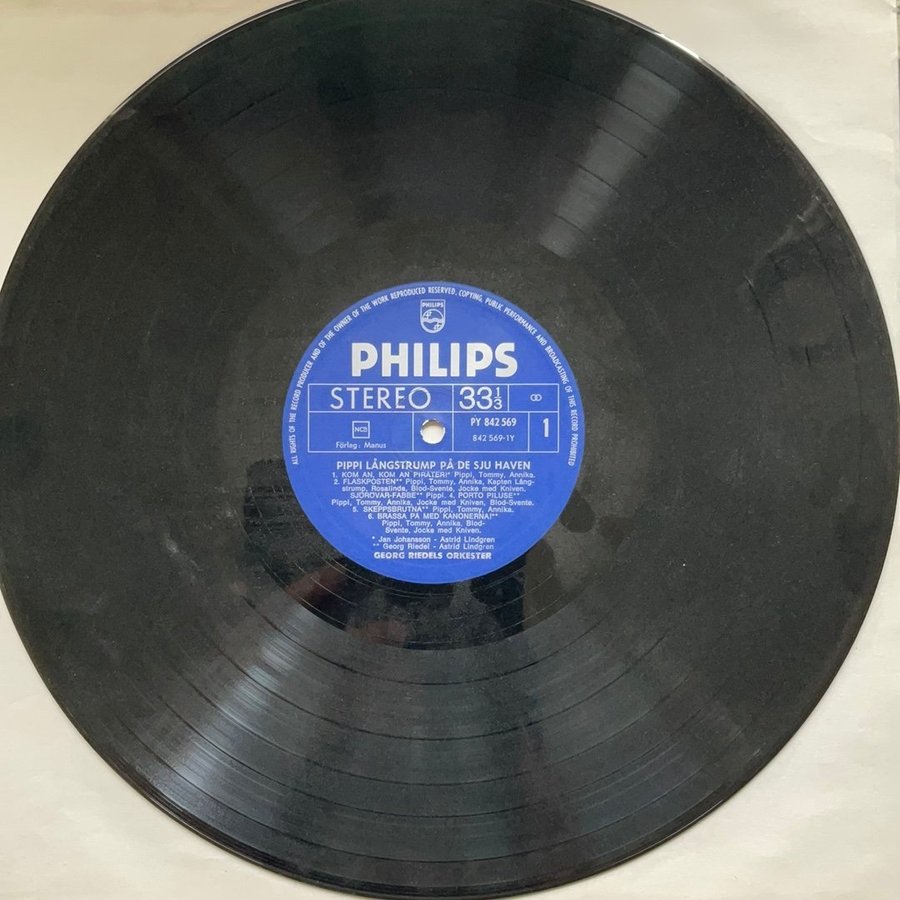 ALL RIGHTS OF THE RECORD PRODUCER AND OF THE OWNER OF THE WORK REPRODUCED RESERVED. COPYING, PUBLIC PERFORMANCE AND BROADCASTING OF THIS RECORD PROHIBITED
PHILIPS
PHILIPS
STEREO 33 1/3
NCB
PY 842 569 1
Förlag: Manus 842 569-1Y
PIPPI LÅNGSTRUMP PÅ DE SJU HAVEN
1. KOM AN, KOM AN PIRATER!* Pippi, Tommy, Annika.
2. FLASKPOSTEN** Pippi, Tommy, Annika, Kapten Lång-
strump, Rosalinda, Blod-Svente, Jocke med Kniven.
SJÖRÖVAR-FABBE** Pippi. 4. PORTO PILUSE**
Pippi, Tommy, Annika, Jocke med Kniven, Blod-Svente.
5. SKEPPSBRUTNA** Pippi, Tommy, Annika.
6. BRASSA PÅ MED KANONERNA!**
Pippi, Tommy, Annika, Blod-
Svente, Jocke med Kniven.
* Jan Johansson - Astrid Lindgren
** Georg Riedel - Astrid Lindgren
GEORG RIEDELS ORKESTER